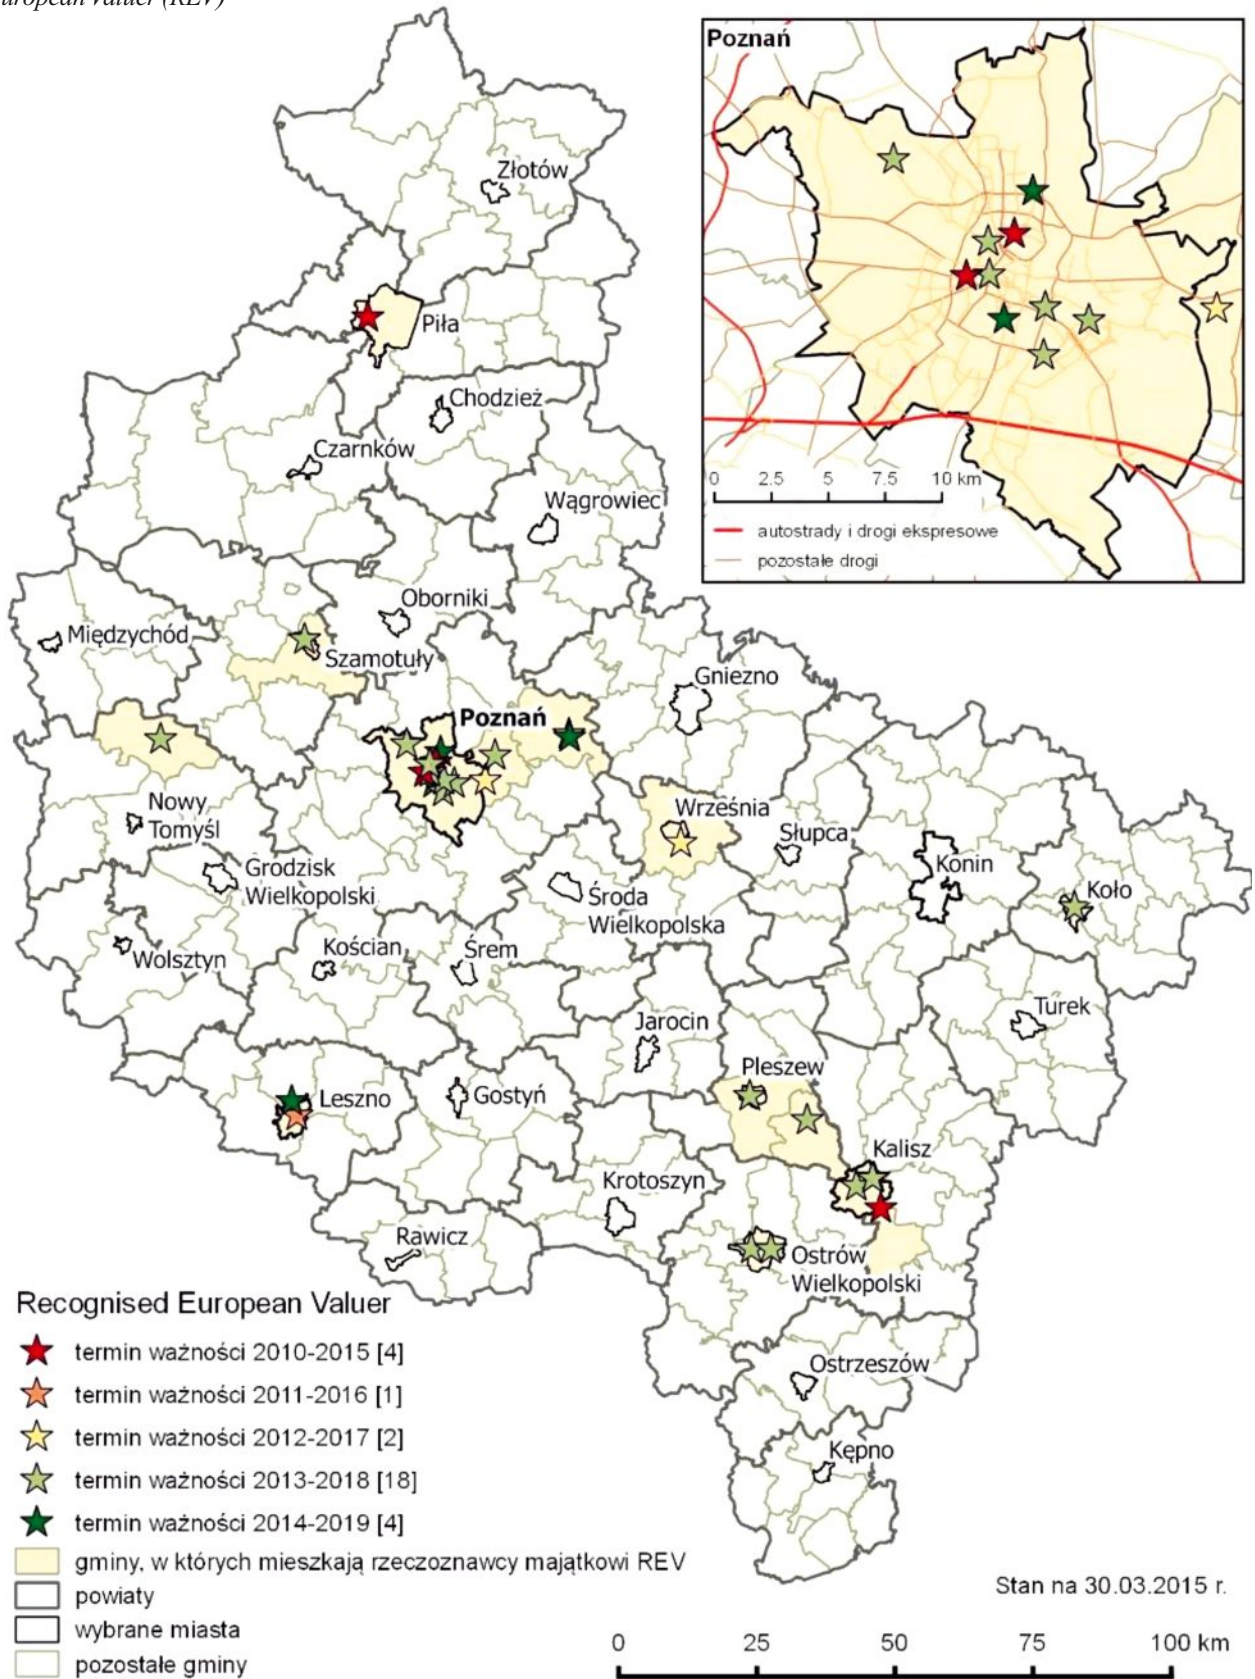 uropean Valuer (REV)
Poznań
0 2.5 5 7.5 10 km
autostrady i drogi ekspresowe
pozostałe drogi
Złotów
Piła
Chodzież
Czarnków
Wągrowiec
Oborniki
Międzychód
Szamotuły
Gniezno
Poznań
Nowy
Tomyśl
Września
Słupca
Konin
Koło
Grodzisk
Wielkopolski
Środa
Wielkopolska
Wolsztyn
Kościan
Śrem
Turek
Jarocin
Pleszew
Leszno
Gostyń
Kalisz
Krotoszyn
Rawicz
Ostrów
Wielkopolski
Ostrzeszów
Kępno
Recognised European Valuer
termin ważności 2010-2015 [4]
termin ważności 2011-2016 [1]
termin ważności 2012-2017 [2]
termin ważności 2013-2018 [18]
termin ważności 2014-2019 [4]
gminy, w których mieszkają rzeczoznawcy majątkowi REV
powiaty
wybrane miasta
pozostałe gminy
Stan na 30.03.2015 r.
0 25 50 75 100 km